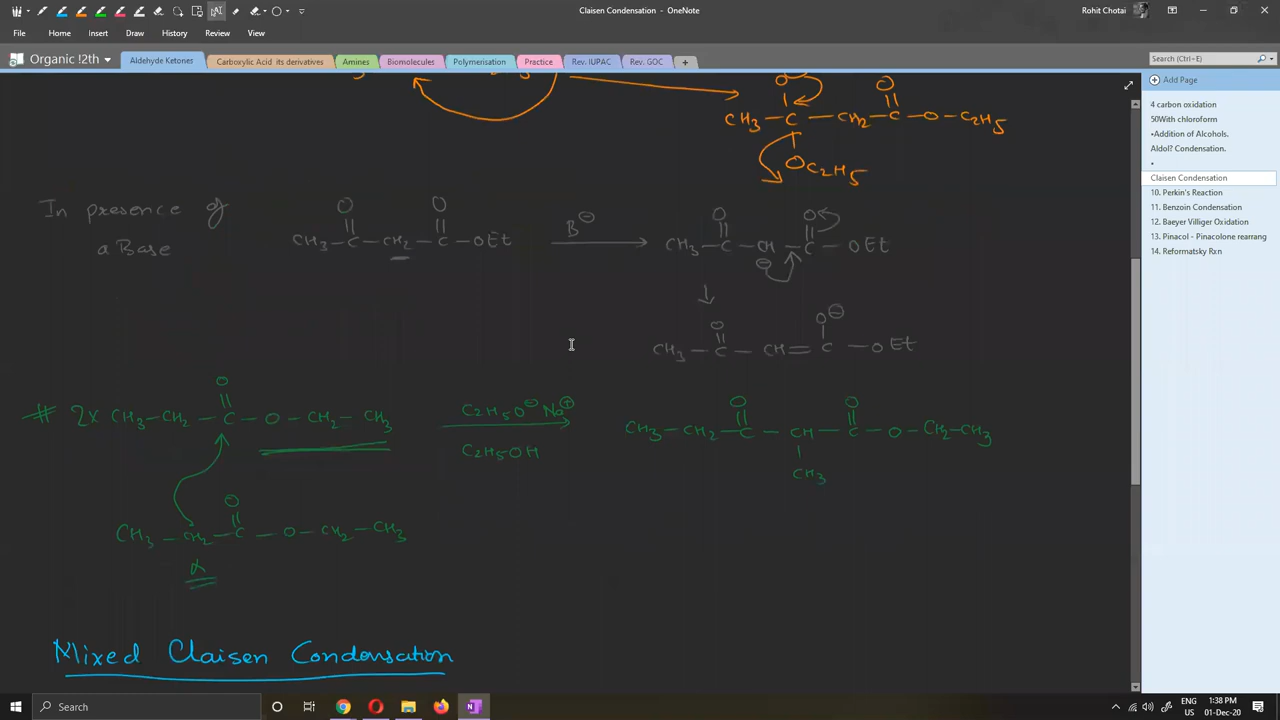 Claisen Condensation - OneNote
Rohit Chotai
File Home Insert Draw History Review View
Organic !2th
Aldehyde Ketones
Carboxylic Acid its derivatives
Amines
Biomolecules
Polymerisation
Practice
Rev. IUPAC
Rev. GOC
+
Search (Ctrl+E)
Add Page
4 carbon oxidation
50With chloroform
•Addition of Alcohols.
Aldol? Condensation.
•
Claisen Condensation
10. Perkin's Reaction
11. Benzoin Condensation
12. Baeyer Villiger Oxidation
13. Pinacol - Pinacolone rearrang
14. Reformatsky Rxn
O O
CH3 — C — CH2 — C — O — C2H5
OC2H5
In presence of
a Base
O O
CH3 — C — CH2 — C — OEt
B⊖
O O
CH3 — C — CH — C — OEt
⊖
O O⊖
CH3 — C — CH = C — OEt
O
# 2x CH3 — CH2 — C — O — CH2 — CH3
C2H5O⊖Na⊕
C2H5OH
O O
CH3 — CH2 — C — CH — C — O — CH2 — CH3
CH3
O
CH3 — CH2 — C — O — CH2 — CH3
α
Mixed Claisen Condensation
Search
ENG
US
1:38 PM
01-Dec-20